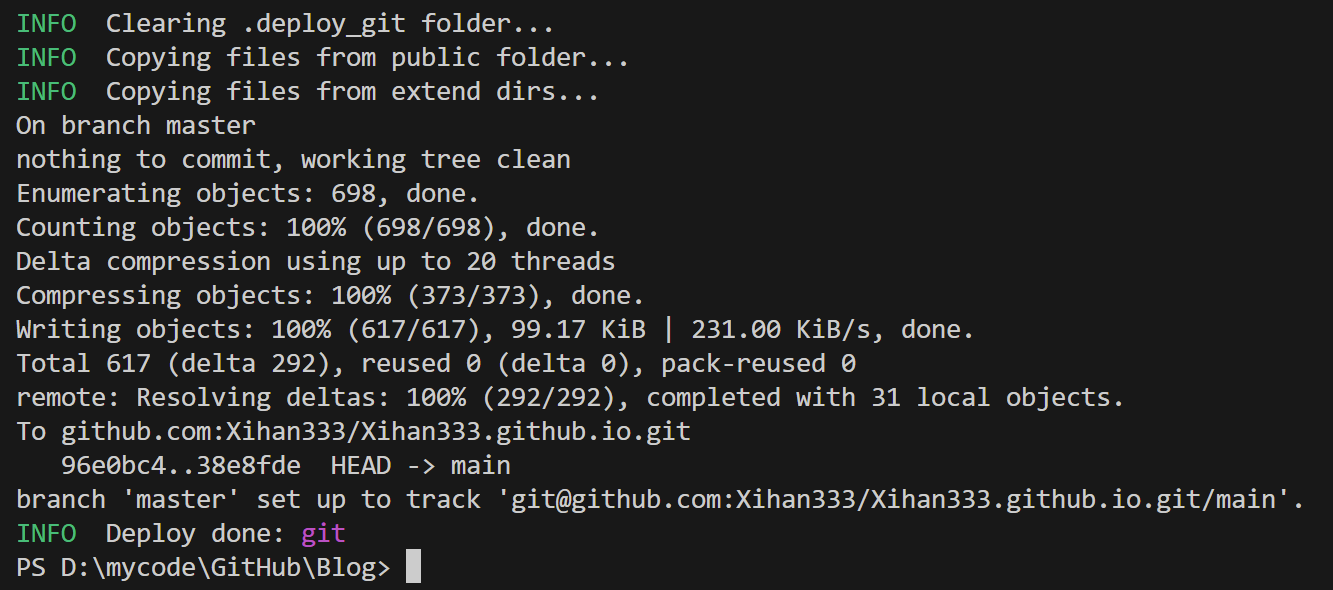 INFO  Clearing .deploy_git folder...
INFO  Copying files from public folder...
INFO  Copying files from extend dirs...
On branch master
nothing to commit, working tree clean
Enumerating objects: 698, done.
Counting objects: 100% (698/698), done.
Delta compression using up to 20 threads
Compressing objects: 100% (373/373), done.
Writing objects: 100% (617/617), 99.17 KiB | 231.00 KiB/s, done.
Total 617 (delta 292), reused 0 (delta 0), pack-reused 0
remote: Resolving deltas: 100% (292/292), completed with 31 local objects.
To github.com:Xihan333/Xihan333.github.io.git
   96e0bc4..38e8fde  HEAD -> main
branch 'master' set up to track 'git@github.com:Xihan333/Xihan333.github.io.git/main'.
INFO  Deploy done: git
PS D:\mycode\GitHub\Blog>